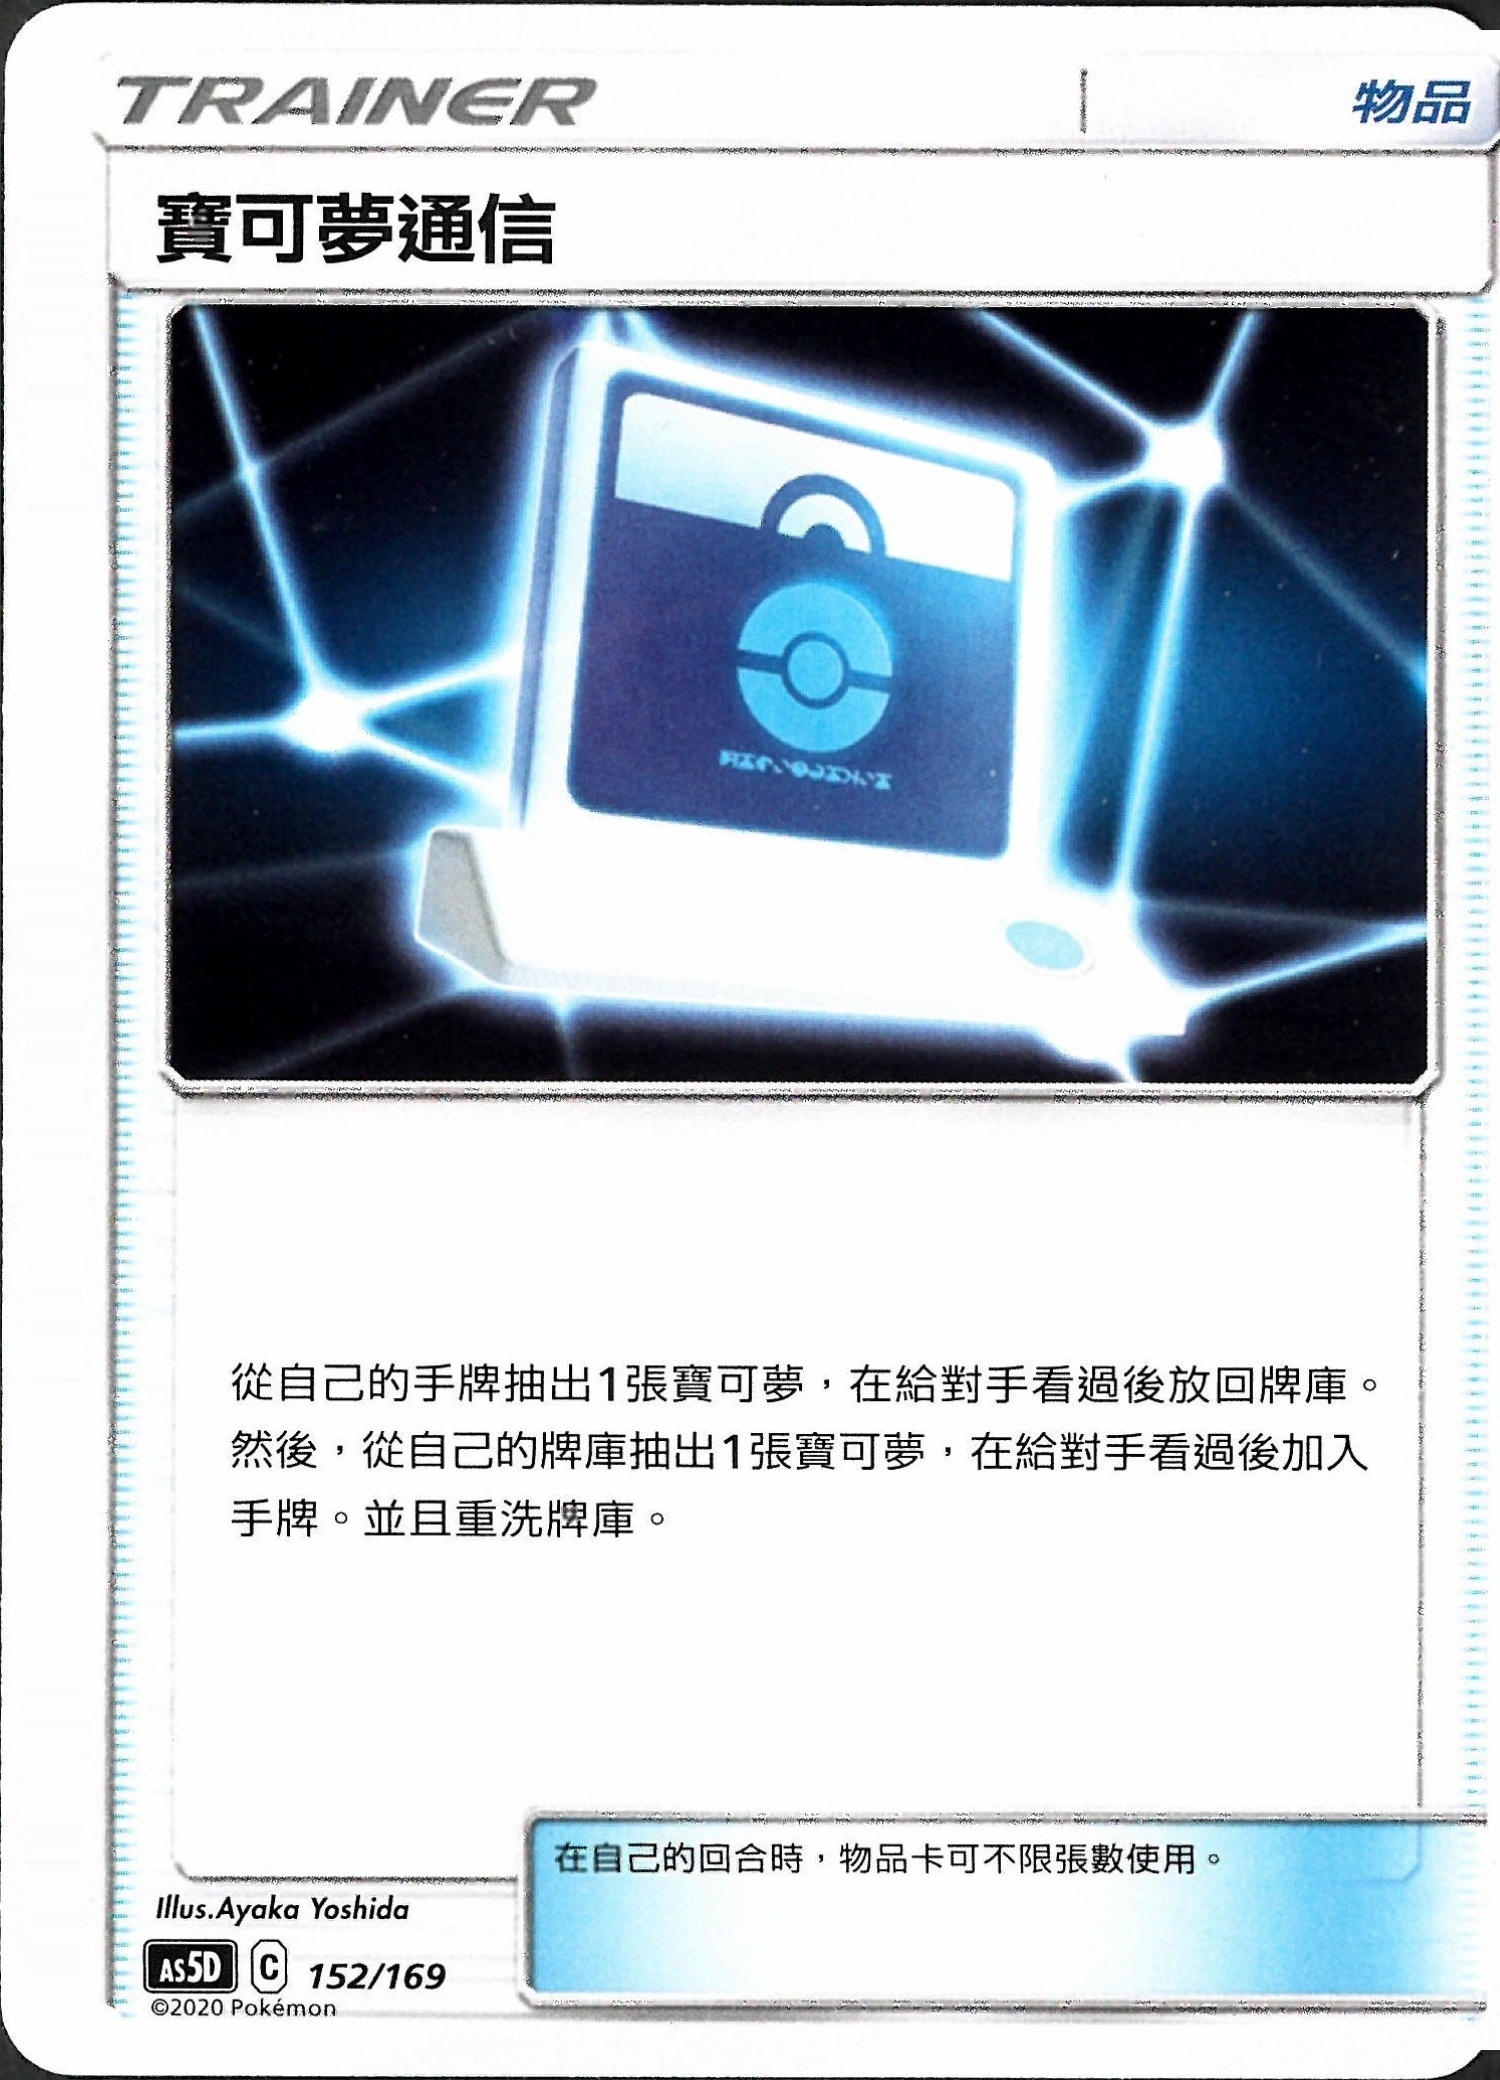 TRAINER
物品
寶可夢通信
從自己的手牌抽出1張寶可夢，在給對手看過後放回牌庫。
然後，從自己的牌庫抽出1張寶可夢，在給對手看過後加入
手牌。並且重洗牌庫。
在自己的回合時，物品卡可不限張數使用。
Illus.Ayaka Yoshida
AS5D C 152/169
©2020 Pokémon